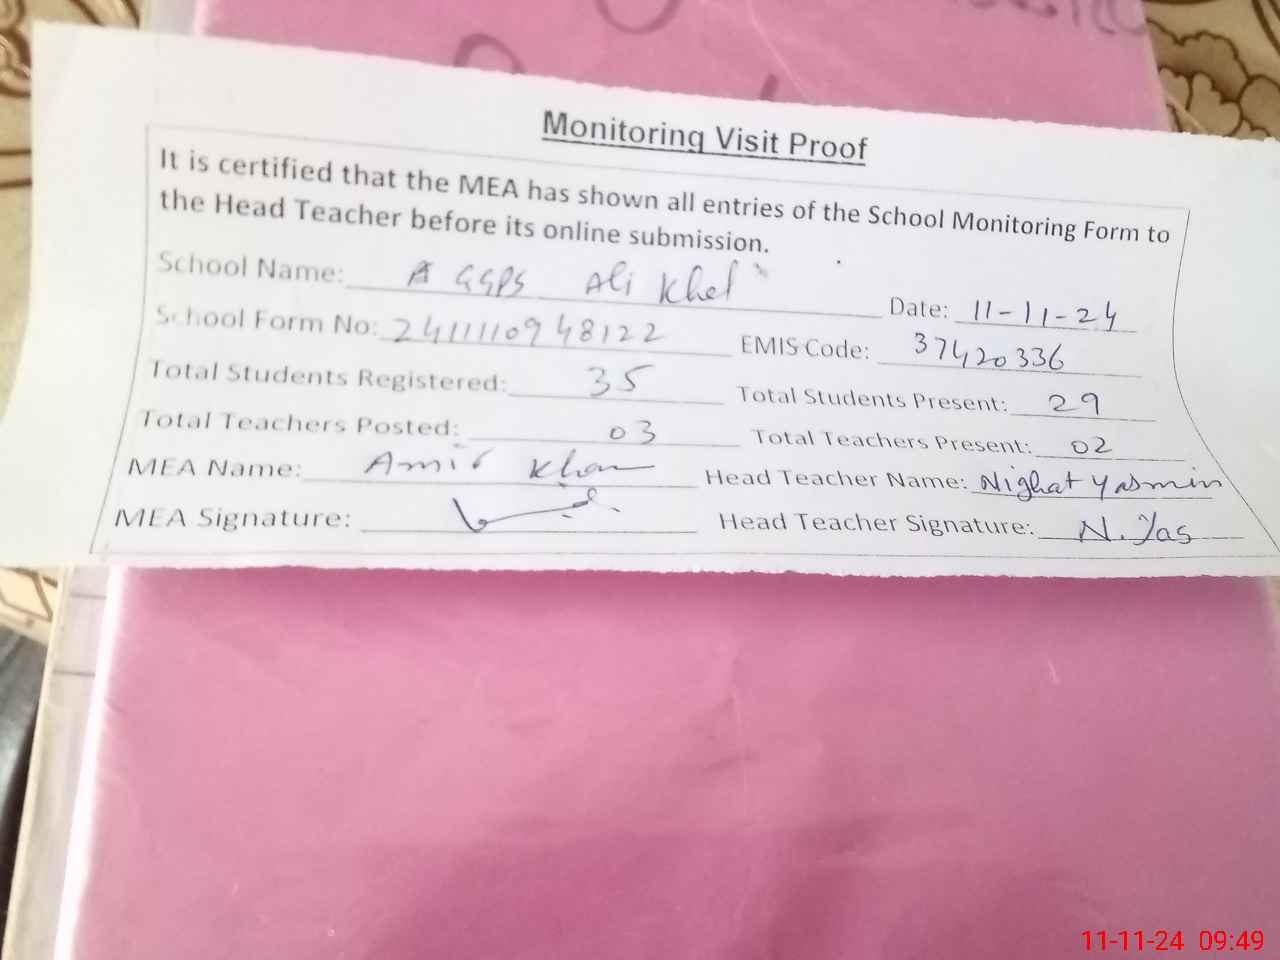 Monitoring Visit Proof
It is certified that the MEA has shown all entries of the School Monitoring Form to
the Head Teacher before its online submission.
School Name: A GGPS Ali Khel Date: 11-11-24
School Form No: 241111094 8122 EMIS Code: 37420336
Total Students Registered: 35 Total Students Present: 29
Total Teachers Posted: 03 Total Teachers Present: 02
MEA Name: Amir Khan Head Teacher Name: Nighat Yasmin
MEA Signature: Head Teacher Signature: N. Yas
11-11-24 09:49